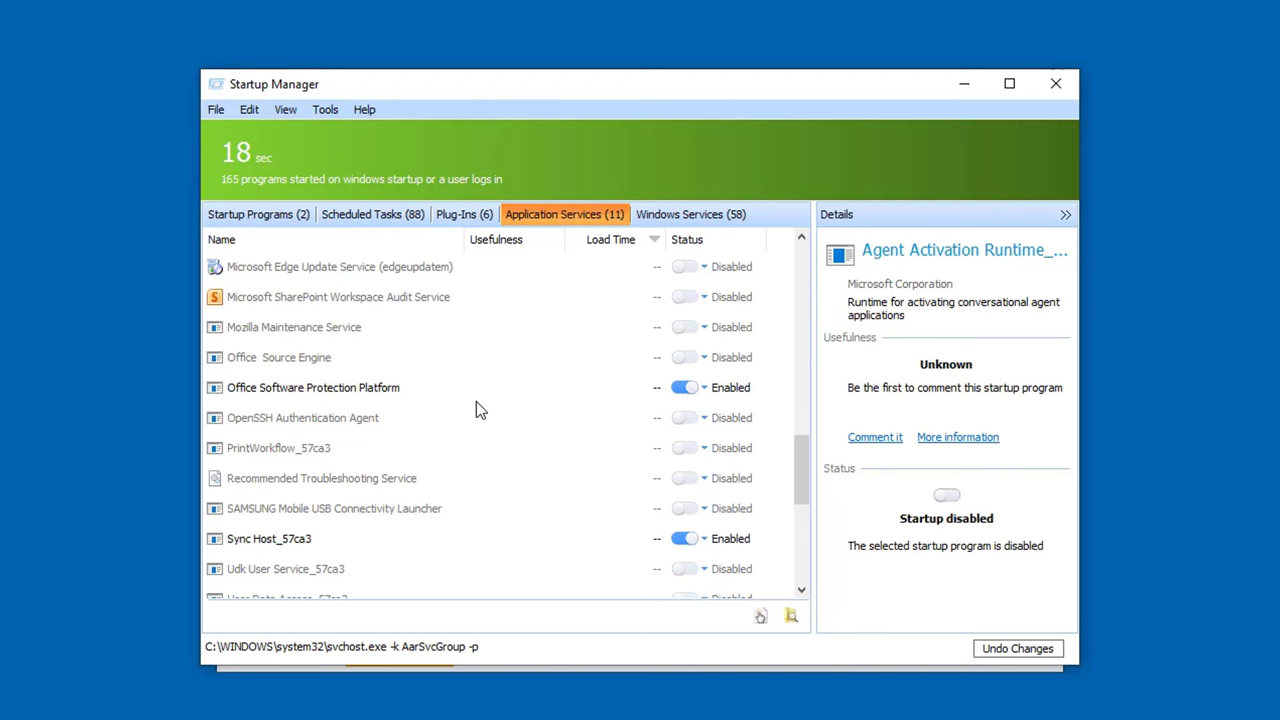 Startup Manager
File Edit View Tools Help
18 sec
165 programs started on windows startup or a user logs in
Startup Programs (2) Scheduled Tasks (88) Plug-Ins (6) Application Services (11) Windows Services (58)
Name Usefulness Load Time Status
Microsoft Edge Update Service (edgeupdatem) -- Disabled
Microsoft SharePoint Workspace Audit Service -- Disabled
Mozilla Maintenance Service -- Disabled
Office  Source Engine -- Disabled
Office Software Protection Platform -- Enabled
OpenSSH Authentication Agent -- Disabled
PrintWorkflow_57ca3 -- Disabled
Recommended Troubleshooting Service -- Disabled
SAMSUNG Mobile USB Connectivity Launcher -- Disabled
Sync Host_57ca3 -- Enabled
Udk User Service_57ca3 -- Disabled
User Data Access_57ca3 -- Disabled
Details
Agent Activation Runtime_...
Microsoft Corporation
Runtime for activating conversational agent
applications
Usefulness
Unknown
Be the first to comment this startup program
Comment it More information
Status
Startup disabled
The selected startup program is disabled
C:\WINDOWS\system32\svchost.exe -k AarSvcGroup -p
Undo Changes